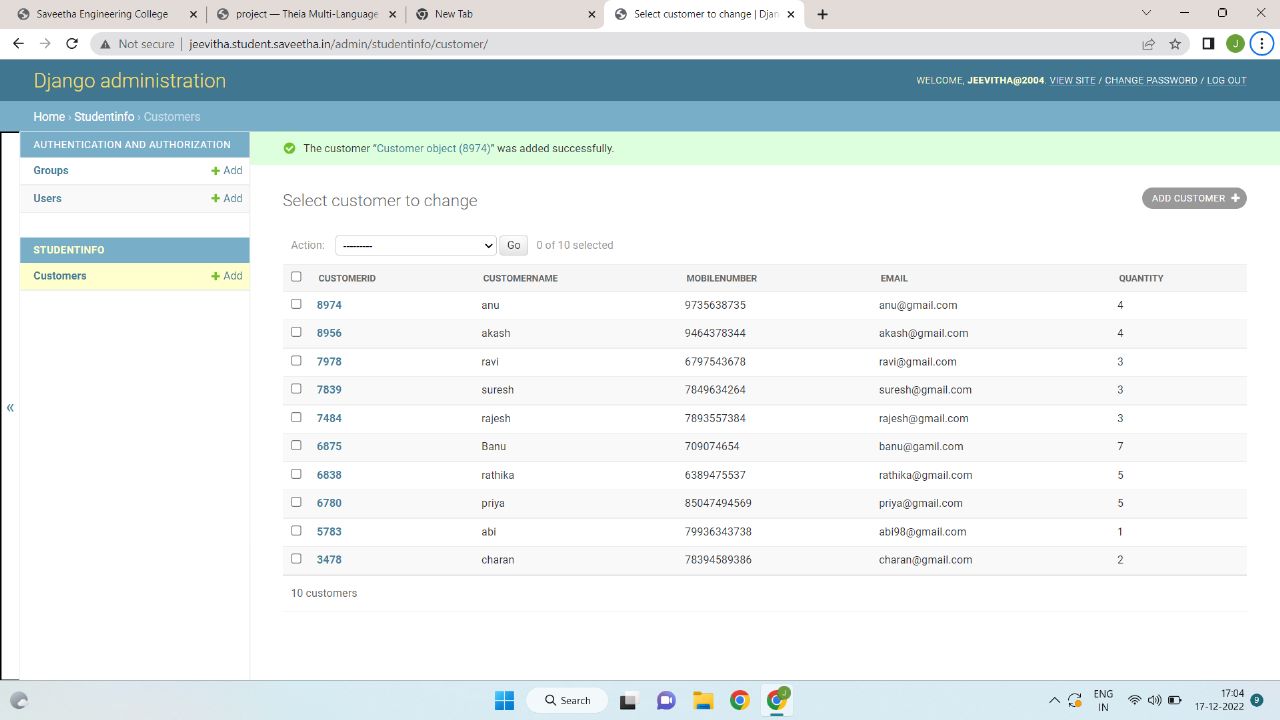 Saveetha Engineering College
project — Theia Multi-Language
New Tab
Select customer to change | Djan
Not secure | jeevitha.student.saveetha.in/admin/studentinfo/customer/
J
Django administration
WELCOME, JEEVITHA@2004. VIEW SITE / CHANGE PASSWORD / LOG OUT
Home › Studentinfo › Customers
AUTHENTICATION AND AUTHORIZATION
Groups + Add
Users + Add
STUDENTINFO
Customers + Add
«
The customer “Customer object (8974)” was added successfully.
Select customer to change
ADD CUSTOMER +
Action: --------- Go 0 of 10 selected
CUSTOMERID CUSTOMERNAME MOBILENUMBER EMAIL QUANTITY
8974 anu 9735638735 anu@gmail.com 4
8956 akash 9464378344 akash@gmail.com 4
7978 ravi 6797543678 ravi@gmail.com 3
7839 suresh 7849634264 suresh@gmail.com 3
7484 rajesh 7893557384 rajesh@gmail.com 3
6875 Banu 709074654 banu@gamil.com 7
6838 rathika 6389475537 rathika@gmail.com 5
6780 priya 85047494569 priya@gmail.com 5
5783 abi 79936343738 abi98@gmail.com 1
3478 charan 78394589386 charan@gmail.com 2
10 customers
Search
J
ENG
IN
17:04
17-12-2022
9